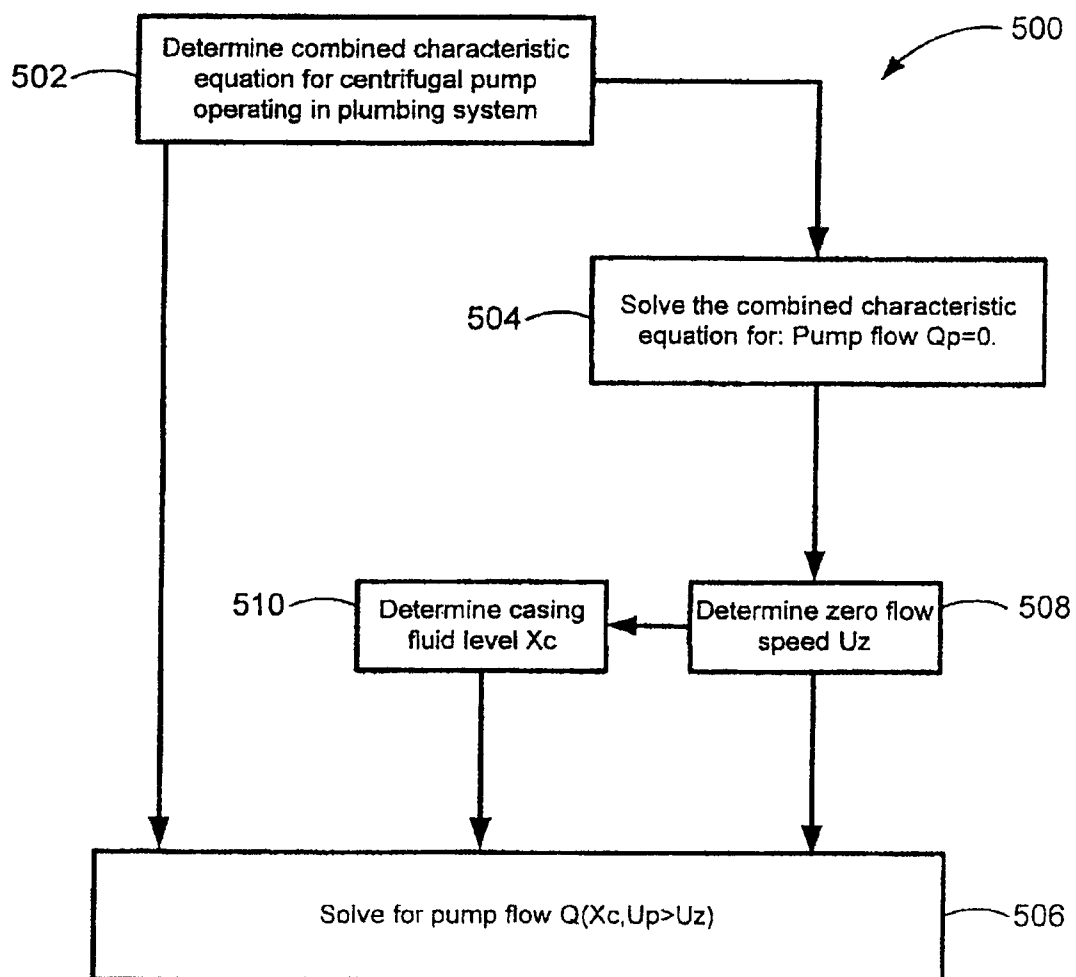 500
502
Determine combined characteristic
equation for centrifugal pump
operating in plumbing system
504
Solve the combined characteristic
equation for: Pump flow Qp=0.
510
Determine casing
fluid level Xc
Determine zero flow
speed Uz
508
Solve for pump flow Q(Xc,Up>Uz)
506